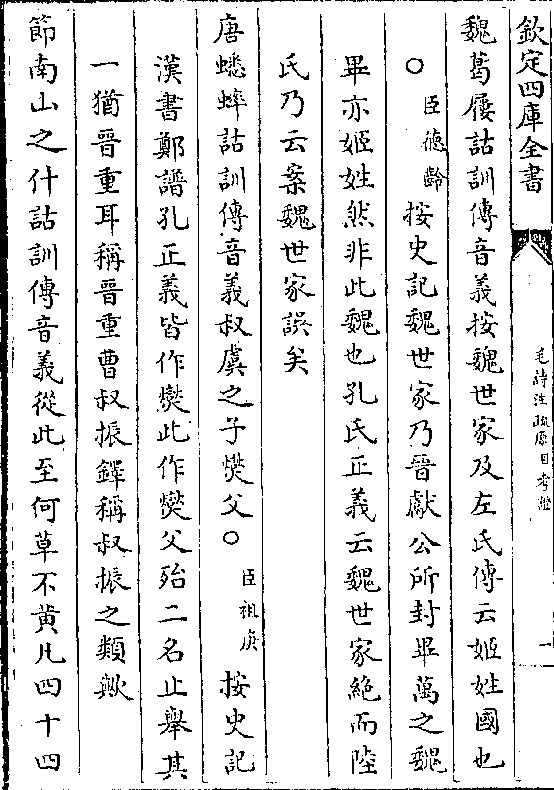 欽定四庫全書
毛詩注疏原目考證
一
魏葛屨詁訓傳音義按魏世家及左氏傳云姬姓國也
○臣德齡按史記魏世家乃晉獻公所封畢萬之魏
畢亦姬姓然非此魏也孔氏正義云魏世家絕而陸
氏乃云案魏世家誤矣
唐蟋蟀詁訓傳音義叔虞之子爕父○臣祖庚按史記
漢書鄭譜孔正義皆作爕此作爕父殆二名止舉其
一猶晉重耳稱晉重曹叔振鐸稱叔振之類歟
節南山之什詁訓傳音義從此至何草不黄凡四十四